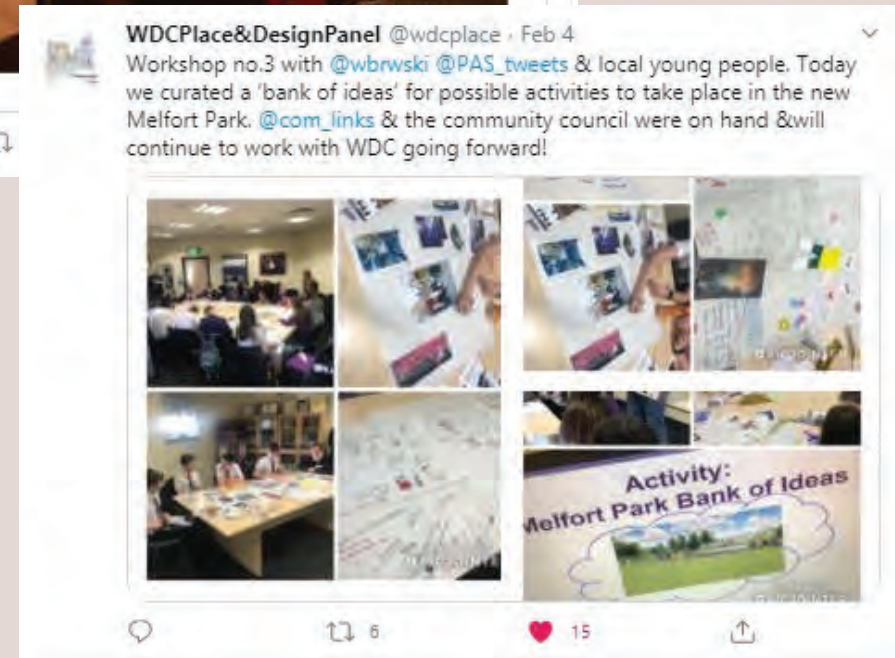 WDCPlace&DesignPanel @wdcplace · Feb 4
Workshop no.3 with @wbrwski @PAS_tweets & local young people. Today
we curated a 'bank of ideas' for possible activities to take place in the new
Melfort Park. @com_links & the community council were on hand &will
continue to work with WDC going forward!
Activity:
Melfort Park Bank of Ideas
6
15